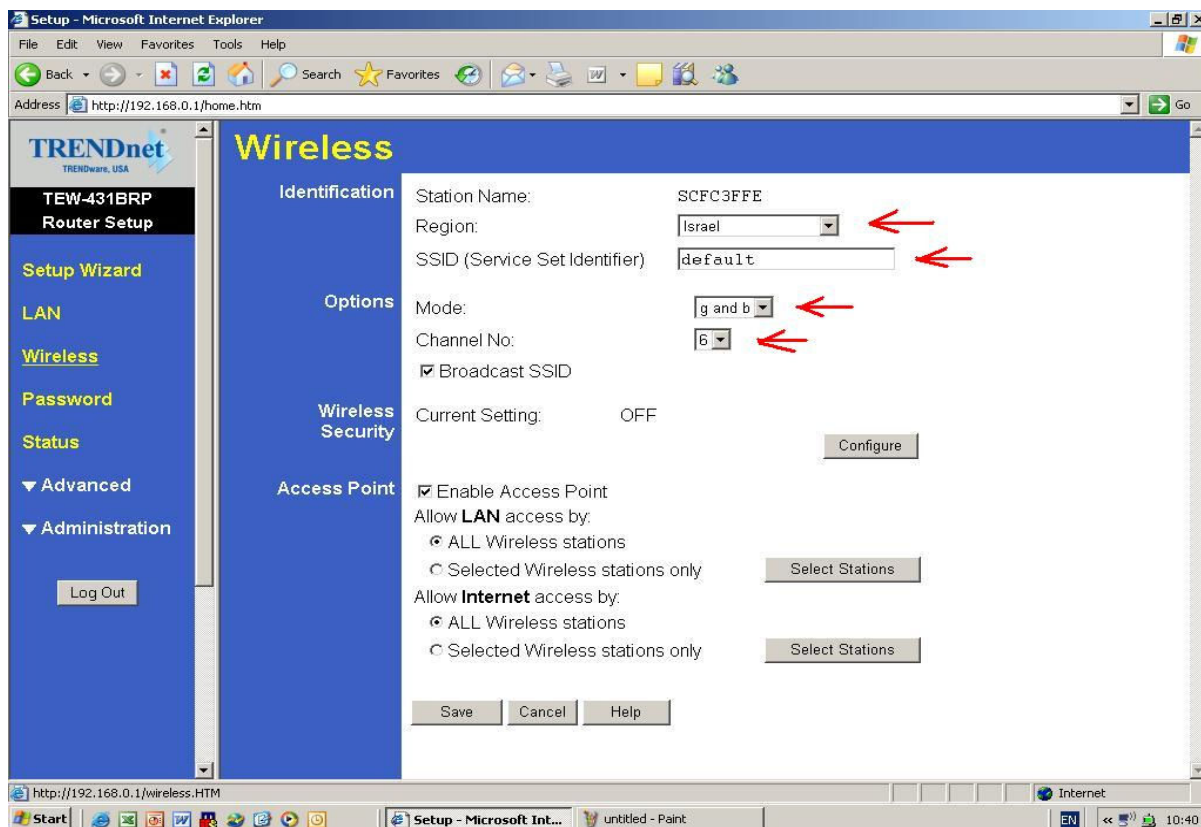 Setup - Microsoft Internet Explorer
File Edit View Favorites Tools Help
Back Search Favorites
Address http://192.168.0.1/home.htm Go
TRENDnet
TRENDware, USA
TEW-431BRP
Router Setup
Setup Wizard
LAN
Wireless
Password
Status
Advanced
Administration
Log Out
Wireless
Identification
Station Name: SCFC3FFE
Region: Israel
SSID (Service Set Identifier) default
Options
Mode: g and b
Channel No: 6
Broadcast SSID
Wireless
Security
Current Setting: OFF
Configure
Access Point
Enable Access Point
Allow LAN access by:
ALL Wireless stations
Selected Wireless stations only Select Stations
Allow Internet access by:
ALL Wireless stations
Selected Wireless stations only Select Stations
Save Cancel Help
http://192.168.0.1/wireless.HTM Internet
Start Setup - Microsoft Int... untitled - Paint EN « 10:40